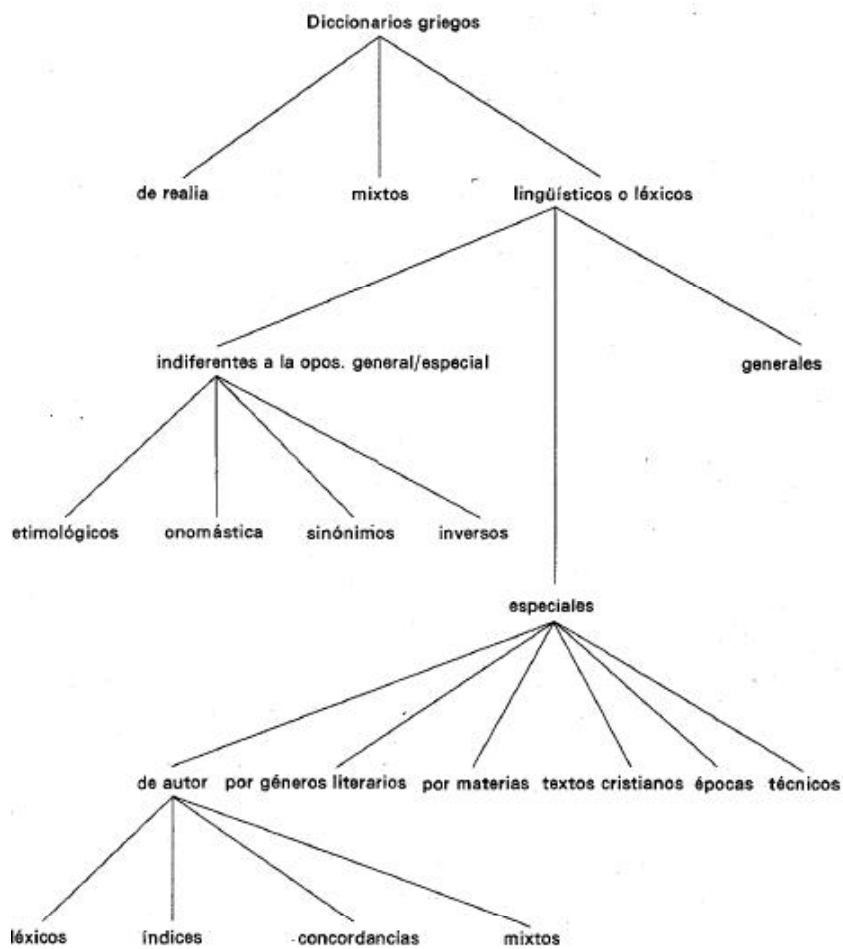 Diccionarios griegos
de realia mixtos lingüísticos o léxicos
indiferentes a la opos. general/especial generales
etimológicos onomástica sinónimos inversos
especiales
de autor por géneros literarios por materias textos cristianos épocas técnicos
léxicos índices concordancias mixtos